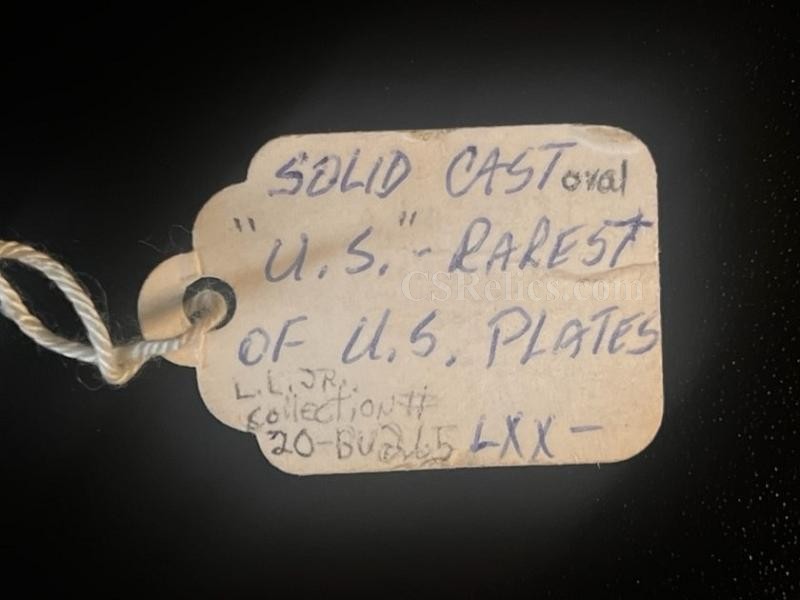 SOLID CAST oval
"U.S." - RAREST
CSRelics.com
OF U.S. PLATES
L.L. JR.
COLLECTION #
20-BU265 LXX -